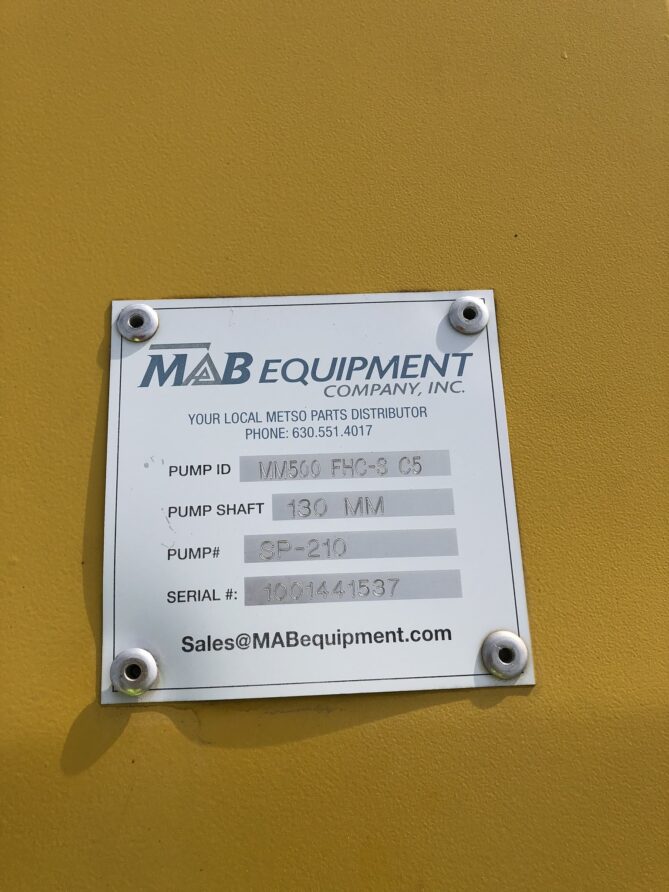 MAB EQUIPMENT
COMPANY, INC.
YOUR LOCAL METSO PARTS DISTRIBUTOR
PHONE: 630.551.4017
PUMP ID MM500 FHC-S C5
PUMP SHAFT 130 MM
PUMP# SP-210
SERIAL #: 1001441537
Sales@MABequipment.com